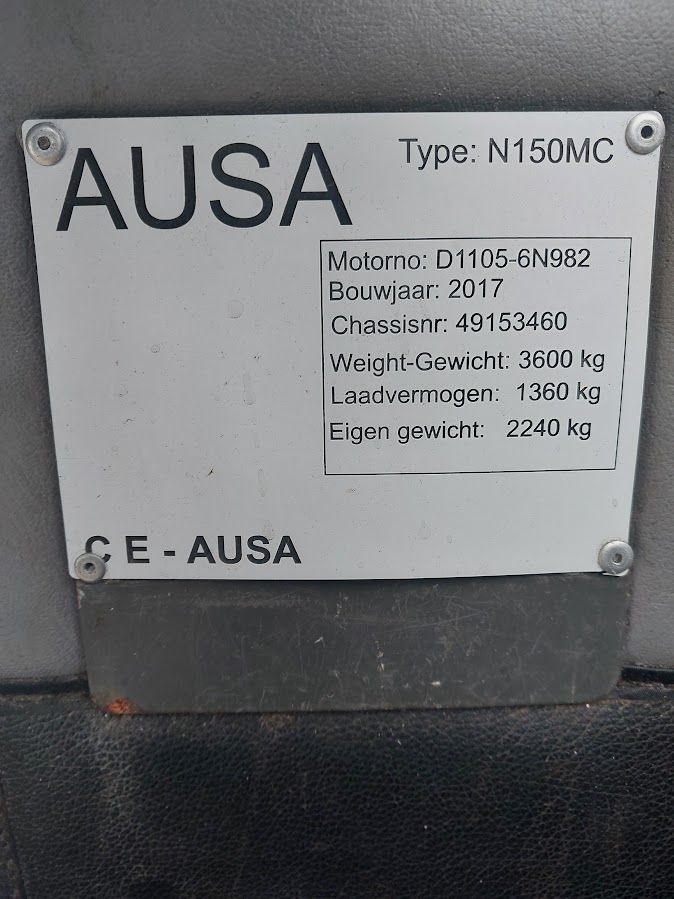 AUSA
Type: N150MC
Motorno: D1105-6N982
Bouwjaar: 2017
Chassisnr: 49153460
Weight-Gewicht: 3600 kg
Laadvermogen: 1360 kg
Eigen gewicht: 2240 kg
C E - AUSA